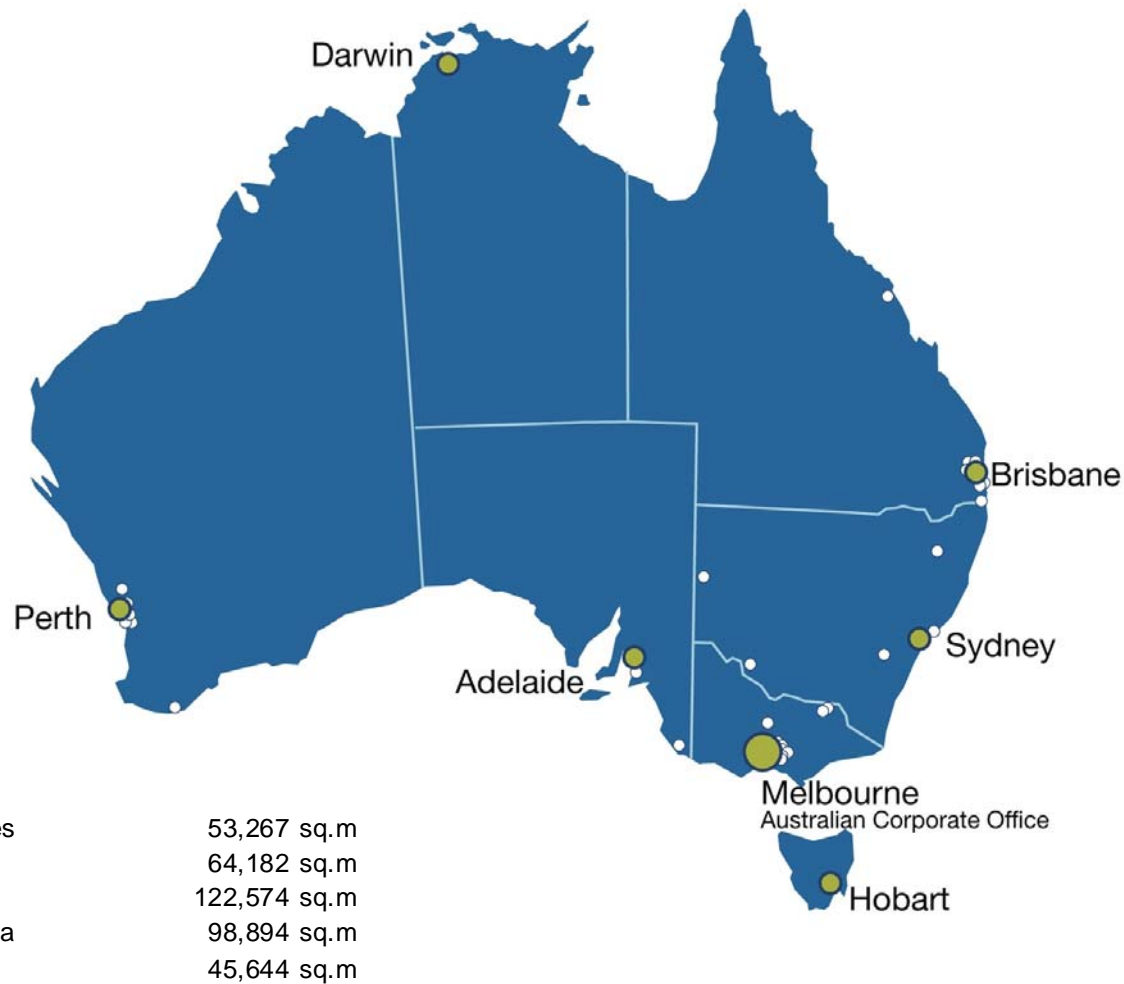 Darwin
Brisbane
Perth
Sydney
Adelaide
Melbourne
Australian Corporate Office
Hobart
es 53,267 sq.m
64,182 sq.m
122,574 sq.m
a 98,894 sq.m
45,644 sq.m